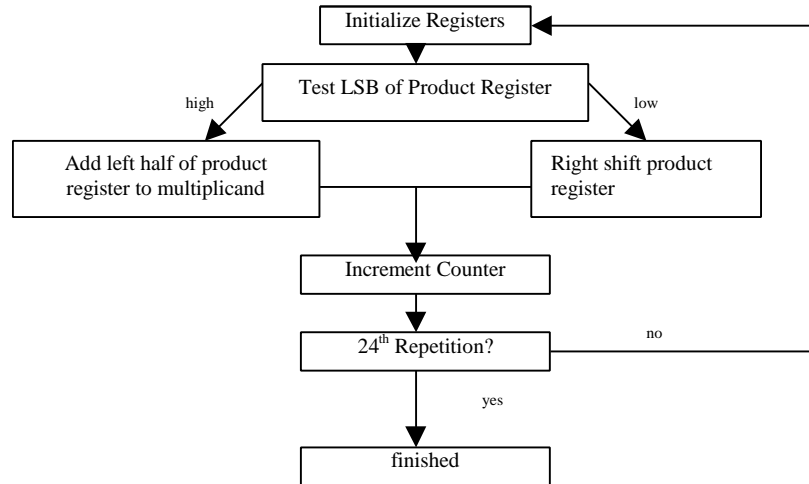 Initialize Registers
Test LSB of Product Register
high
low
Add left half of product
register to multiplicand
Right shift product
register
Increment Counter
24th Repetition?
no
yes
finished